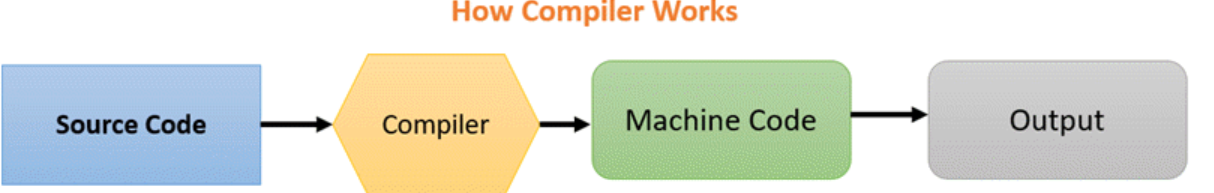 How Compiler Works
Source Code
Compiler
Machine Code
Output